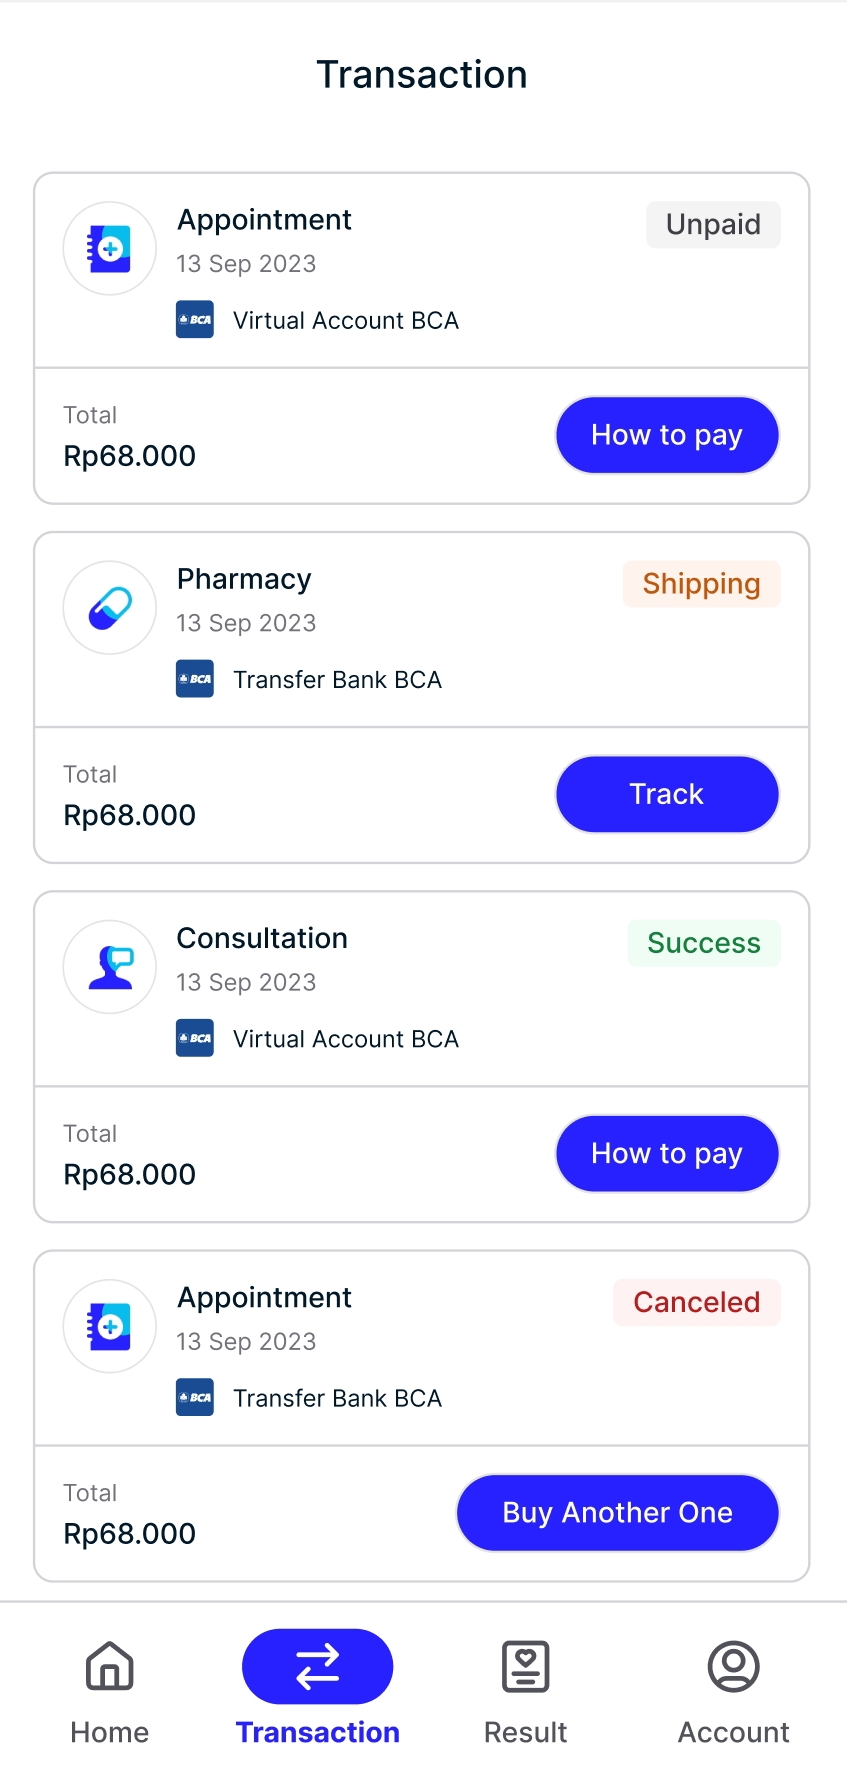 Transaction
Appointment
Unpaid
13 Sep 2023
BCA Virtual Account BCA
Total
Rp68.000
How to pay
Pharmacy
Shipping
13 Sep 2023
BCA Transfer Bank BCA
Total
Rp68.000
Track
Consultation
Success
13 Sep 2023
BCA Virtual Account BCA
Total
Rp68.000
How to pay
Appointment
Canceled
13 Sep 2023
BCA Transfer Bank BCA
Total
Rp68.000
Buy Another One
Home Transaction Result Account